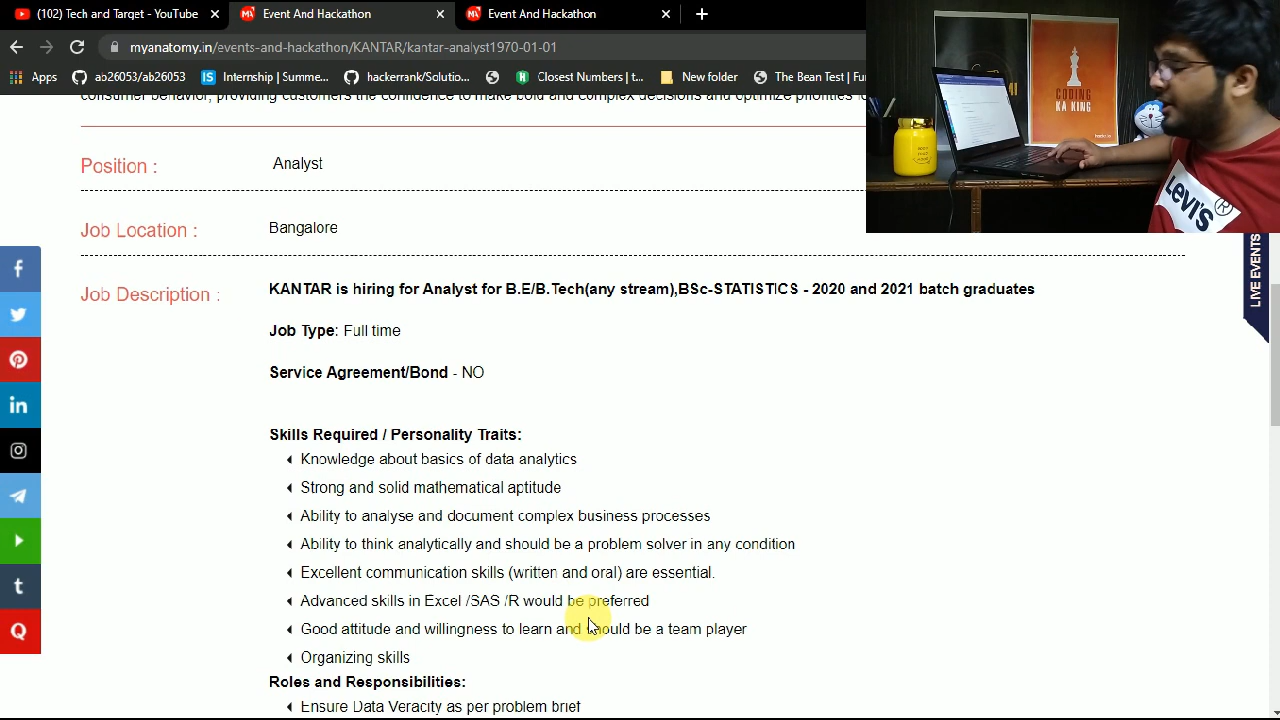 (102) Tech and Target - YouTube
Event And Hackathon
Event And Hackathon
myanatomy.in/events-and-hackathon/KANTAR/kantar-analyst1970-01-01
Apps
ab26053/ab26053
Internship | Summe...
hackerrank/Solutio...
Closest Numbers | t...
New folder
The Bean Test | Fu
CODING
KA KING
Levi's
Position :
Analyst
Job Location :
Bangalore
LIVE EVENTS
Job Description :
KANTAR is hiring for Analyst for B.E/B.Tech(any stream),BSc-STATISTICS - 2020 and 2021 batch graduates
Job Type: Full time
Service Agreement/Bond - NO
Skills Required / Personality Traits:
Knowledge about basics of data analytics
Strong and solid mathematical aptitude
Ability to analyse and document complex business processes
Ability to think analytically and should be a problem solver in any condition
Excellent communication skills (written and oral) are essential.
Advanced skills in Excel /SAS /R would be preferred
Good attitude and willingness to learn and should be a team player
Organizing skills
Roles and Responsibilities:
Ensure Data Veracity as per problem brief